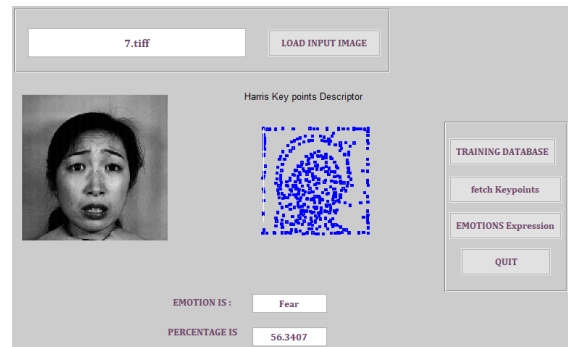 7.tiff
LOAD INPUT IMAGE
Harris Key points Descriptor
TRAINING DATABASE
fetch Keypoints
EMOTIONS Expression
QUIT
EMOTION IS :
Fear
PERCENTAGE IS
56.3407